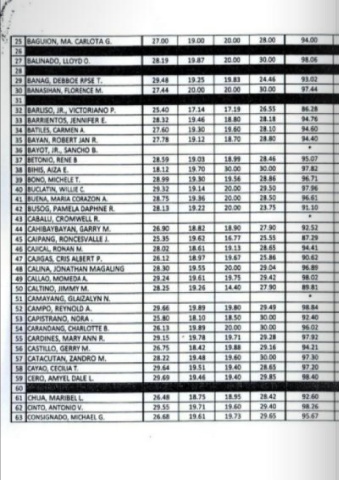 25 BAGUION, MA. CARLOTA G. 27.00 19.00 20.00 28.00 94.00
26
27 BALINADO, LLOYD O. 28.19 19.87 20.00 30.00 98.06
28
29 BANAG, DEBBOE RPSE T. 29.48 19.25 19.83 24.46 93.02
30 BANASIHAN, FLORENCE M. 27.44 20.00 20.00 30.00 97.44
31
32 BARUSO, JR., VICTORIANO P. 25.40 17.14 17.19 26.55 86.28
33 BARRIENTOS, JENNIFER E. 28.32 19.46 18.80 28.18 94.76
34 BATILES, CARMEN A. 27.60 19.30 19.60 28.10 94.60
35 BAYAN, ROBERT JAN R. 27.78 19.12 18.70 28.80 94.40
36 BAYOT, JR., SANCHO B. *
37 BETONIO, RENE B 28.59 19.03 18.99 28.46 95.07
38 BIHIS, AIZA E. 18.12 19.70 30.00 30.00 97.82
39 BONO, MICHELE T. 28.99 19.30 19.56 28.86 96.71
40 BUCLATIN, WILLIE C. 29.32 19.14 20.00 29.50 97.96
41 BUENA, MARIA CORAZON A. 28.75 19.36 20.00 28.50 96.61
42 BUSOG, PAMELA DAPHNE R. 28.13 19.22 20.00 23.75 91.10
43 CABALU, CROMWELL R. *
44 CAHIBAYBAYAN, GARRY M. 26.90 18.82 18.90 27.90 92.52
45 CAIPANG, RONCESVALLE J. 25.35 19.62 16.77 25.55 87.29
46 CAJCAL, RONAN M. 28.02 18.61 19.13 28.65 94.41
47 CAJIGAS, CRIS ALBERT P. 26.12 18.97 19.67 25.86 90.62
48 CALINA, JONATHAN MAGALING 28.30 19.55 20.00 29.04 96.89
49 CALLAO, MOMEDA A. 29.24 19.61 19.75 29.42 98.02
50 CALTINO, JIMMY M. 28.25 19.26 14.40 27.90 89.81
51 CAMAYANG, GLAIZALYN N. *
52 CAMPO, REYNOLD A. 29.66 19.89 19.80 29.49 98.84
53 CAPISTRANO, NORA . 25.80 18.10 18.50 30.00 92.40
54 CARANDANG, CHARLOTTE B. 26.13 19.89 20.00 30.00 96.02
55 CARDINES, MARY ANN R. 29.15 19.78 19.71 29.28 97.92
56 CASTILLO, GERRY M. 26.75 18.42 19.88 29.16 94.21
57 CATACUTAN, ZANDRO M. 28.22 19.48 19.60 30.00 97.30
58 CAYAO, CECILIA T. 29.64 19.51 19.40 28.65 97.20
59 CERO, AMYEL DALE L. 29.69 19.46 19.40 29.85 98.40
60
61 CHUA, MARIBEL L. 26.48 18.75 18.95 28.42 92.60
62 CINTO, ANTONIO V. 29.55 19.71 19.60 29.40 98.26
63 CONSIGNADO, MICHAEL G. 26.68 19.61 19.73 29.65 95.67